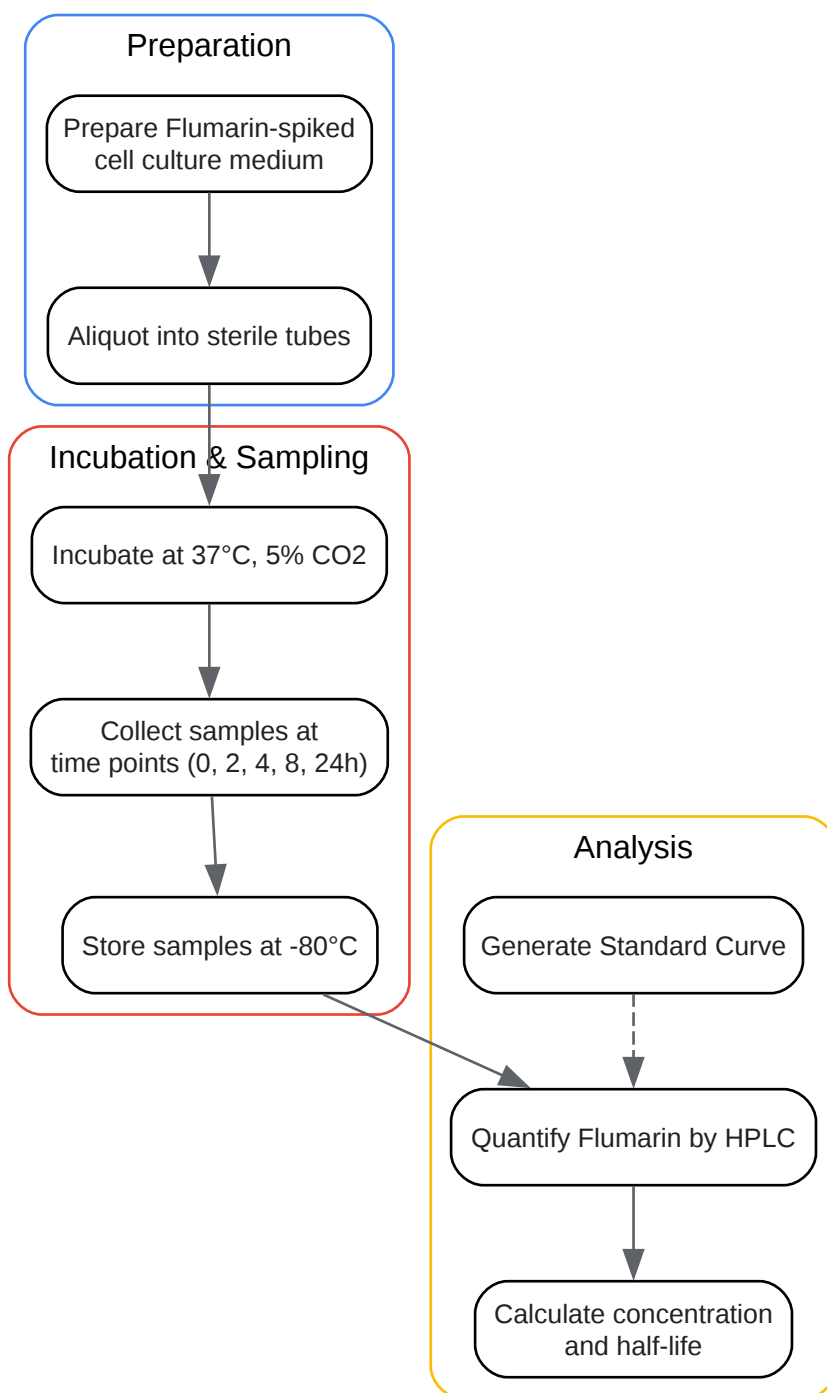 Preparation
Prepare Flumarin-spiked
cell culture medium
Aliquot into sterile tubes
Incubation & Sampling
Incubate at 37°C, 5% CO2
Collect samples at
time points (0, 2, 4, 8, 24h)
Store samples at -80°C
Analysis
Generate Standard Curve
Quantify Flumarin by HPLC
Calculate concentration
and half-life